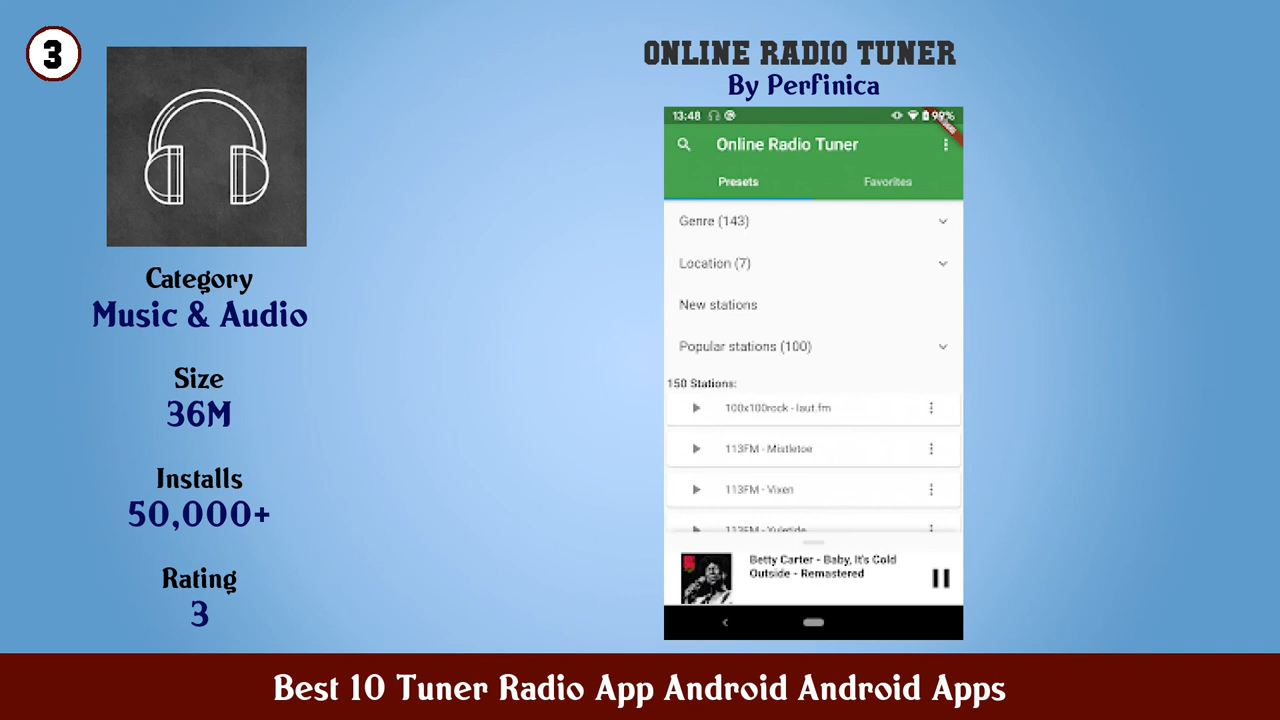 3
ONLINE RADIO TUNER
By Perfinica
Category
Music & Audio
Size
36M
Installs
50,000+
Rating
3
13:48
99%
Online Radio Tuner
Presets
Favorites
Genre (143)
Location (7)
New stations
Popular stations (100)
150 Stations:
100x100rock - laut.fm
113FM - Mistletoe
113FM - Vixen
113FM - Yuletide
Betty Carter - Baby, It's Cold
Outside - Remastered
Best 10 Tuner Radio App Android Android Apps